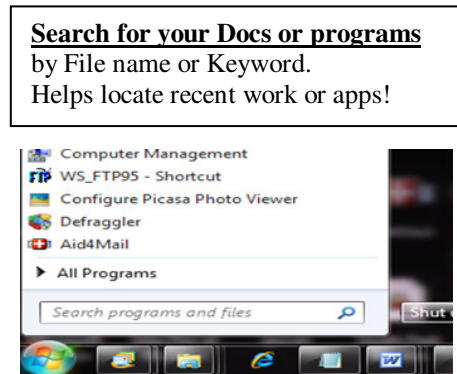 Search for your Docs or programs
by File name or Keyword.
Helps locate recent work or apps!
Computer Management
FTP WS_FTP95 - Shortcut
Configure Picasa Photo Viewer
Defraggler
Aid4Mail
All Programs
Search programs and files
Shut
W